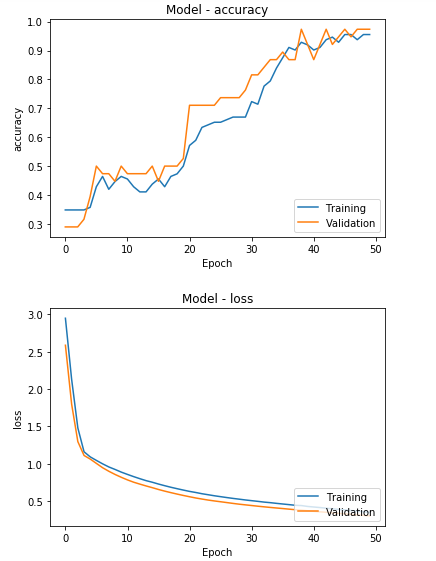 Model - accuracy
1.0
0.9
0.8
0.7
0.6
0.5
0.4
0.3
accuracy
Training
Validation
0 10 20 30 40 50
Epoch
Model - loss
3.0
2.5
2.0
1.5
1.0
0.5
loss
Training
Validation
0 10 20 30 40 50
Epoch